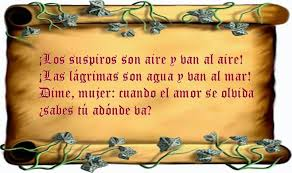 ¡Los suspiros son aire y van al aire!
¡Las lágrimas son agua y van al mar!
Dime, mujer: cuando el amor se olvida
¿sabes tú adónde va?